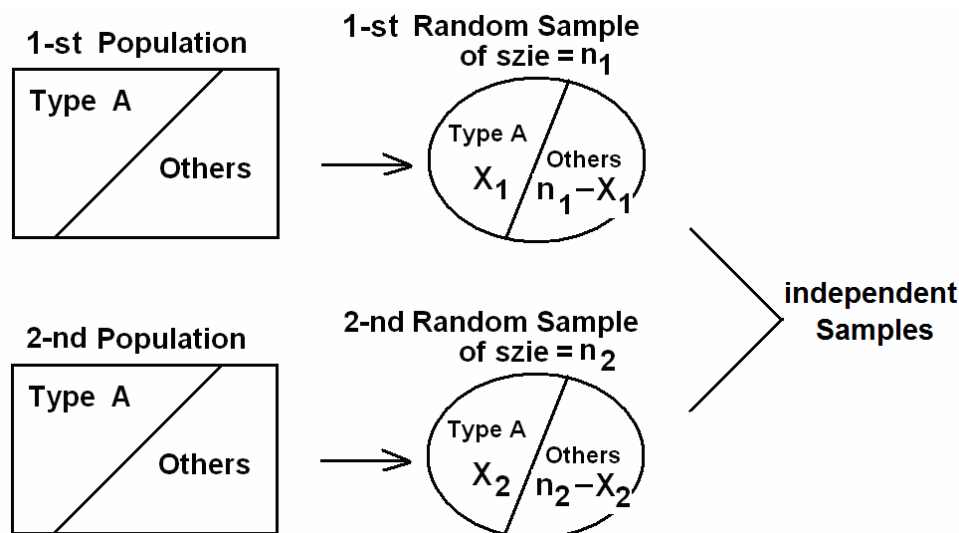 1-st Population
Type A
Others
1-st Random Sample
of szie = n₁
Type A
X₁
Others
n₁−X₁
independent
Samples
2-nd Population
Type A
Others
2-nd Random Sample
of szie = n₂
Type A
X₂
Others
n₂−X₂